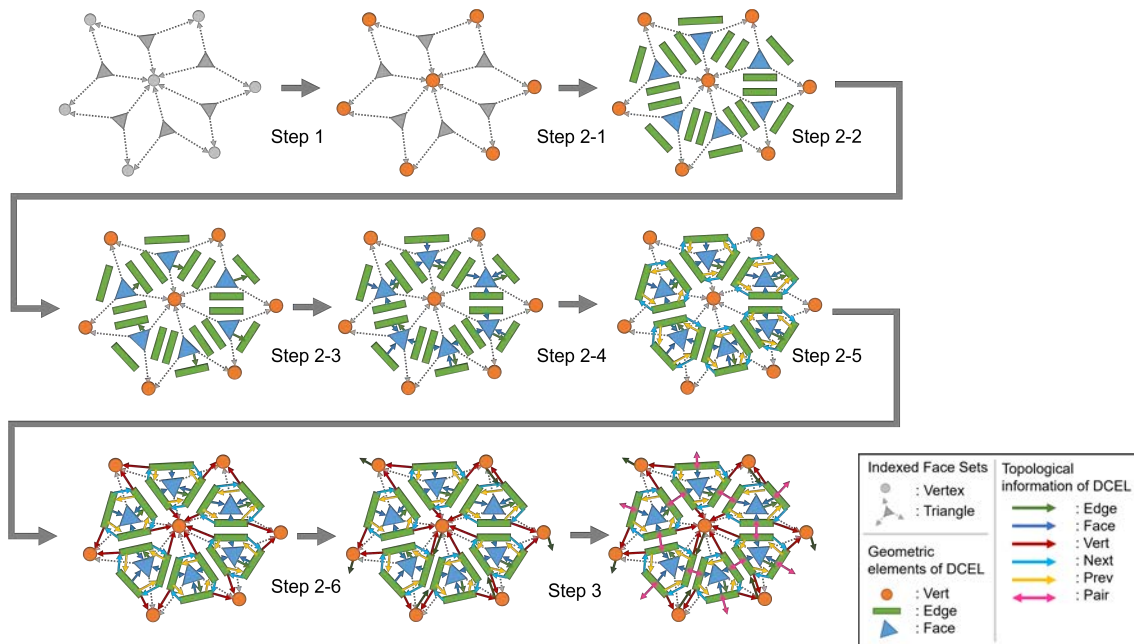 Step 1
Step 2-1
Step 2-2
Step 2-3
Step 2-4
Step 2-5
Step 2-6
Step 3
Indexed Face Sets
: Vertex
: Triangle
Geometric
elements of DCEL
: Vert
: Edge
: Face
Topological
information of DCEL
: Edge
: Face
: Vert
: Next
: Prev
: Pair